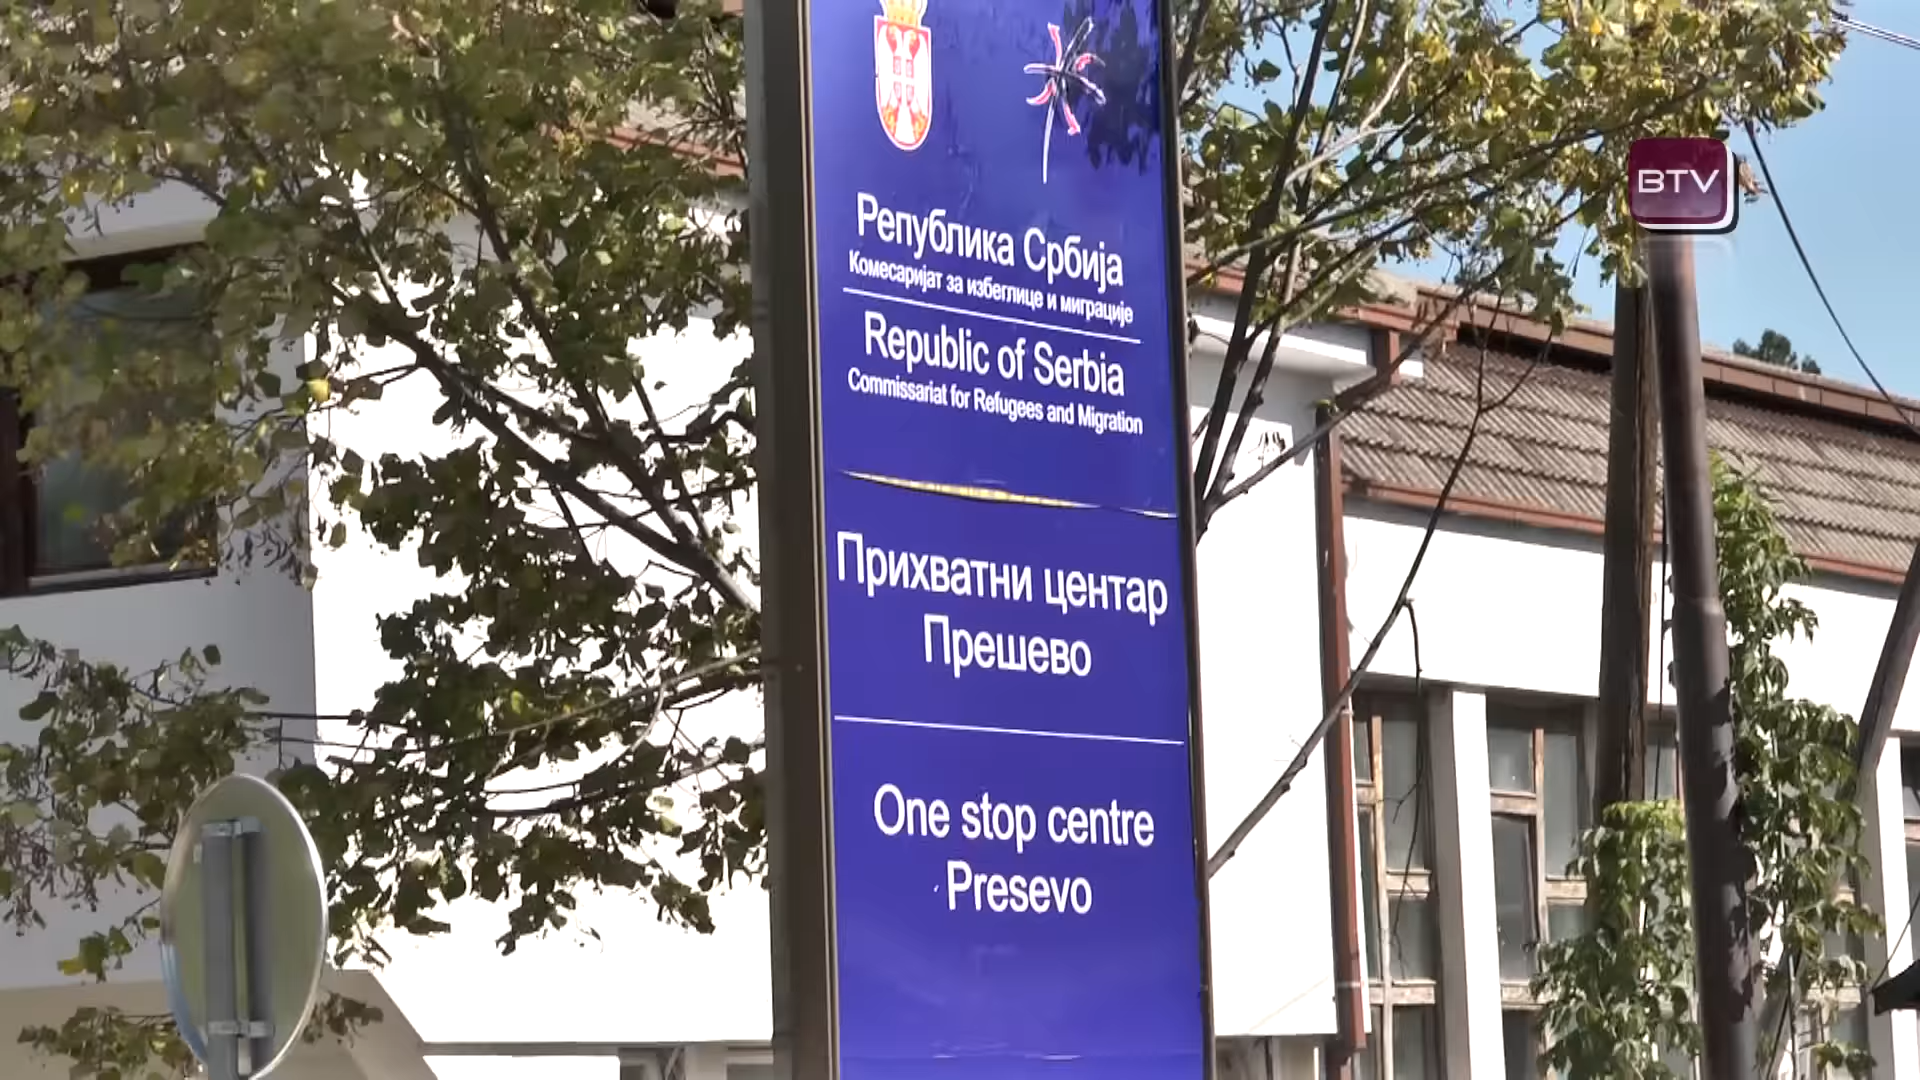 Република Србија
Комесаријат за избеглице и миграције
Republic of Serbia
Commissariat for Refugees and Migration
Прихватни центар
Прешево
One stop centre
Presevo
BTV